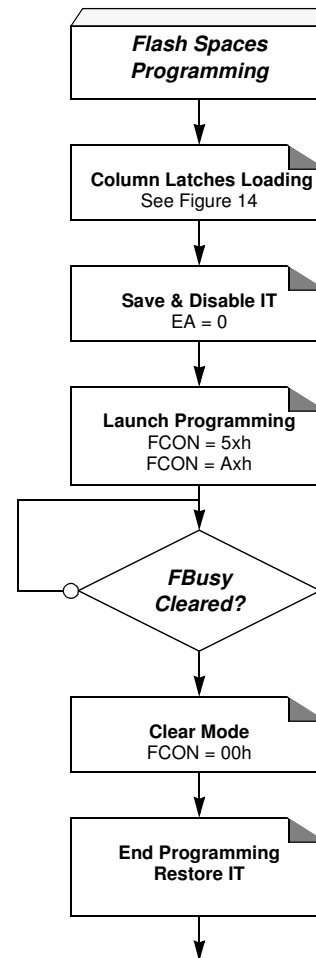 Flash Spaces
Programming
Column Latches Loading
See Figure 14
Save & Disable IT
EA = 0
Launch Programming
FCON = 5xh
FCON = Axh
FBusy
Cleared?
Clear Mode
FCON = 00h
End Programming
Restore IT